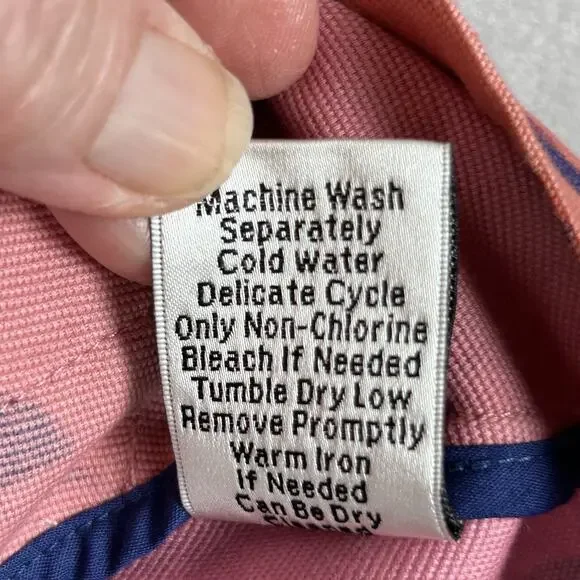 Machine Wash
Separately
Cold Water
Delicate Cycle
Only Non-Chlorine
Bleach If Needed
Tumble Dry Low
Remove Promptly
Warm Iron
If Needed
Can Be Dry
Cleaned